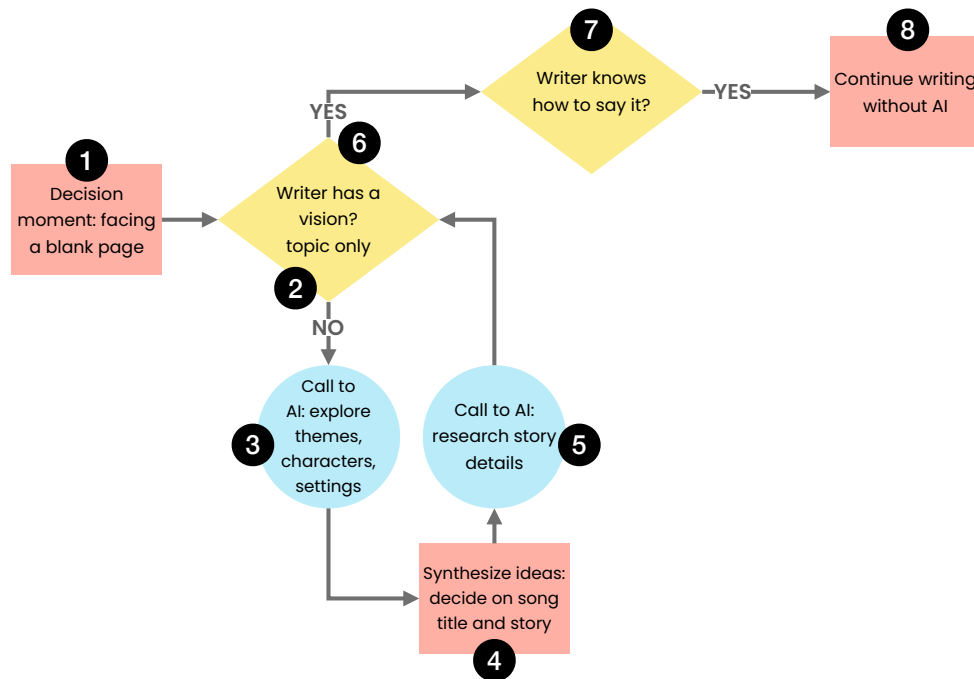 1
Decision
moment: facing
a blank page
6
Writer has a
vision?
topic only
2
YES
7
Writer knows
how to say it?
YES
8
Continue writing
without AI
NO
3
Call to
AI: explore
themes,
characters,
settings
4
Synthesize ideas:
decide on song
title and story
5
Call to AI:
research story
details